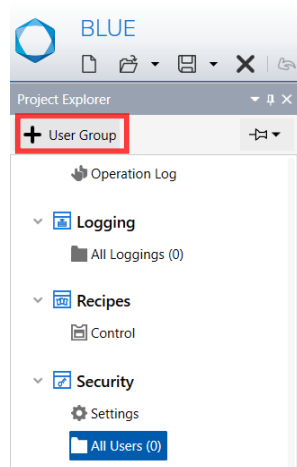 BLUE
Project Explorer
User Group
Operation Log
Logging
All Loggings (0)
Recipes
Control
Security
Settings
All Users (0)